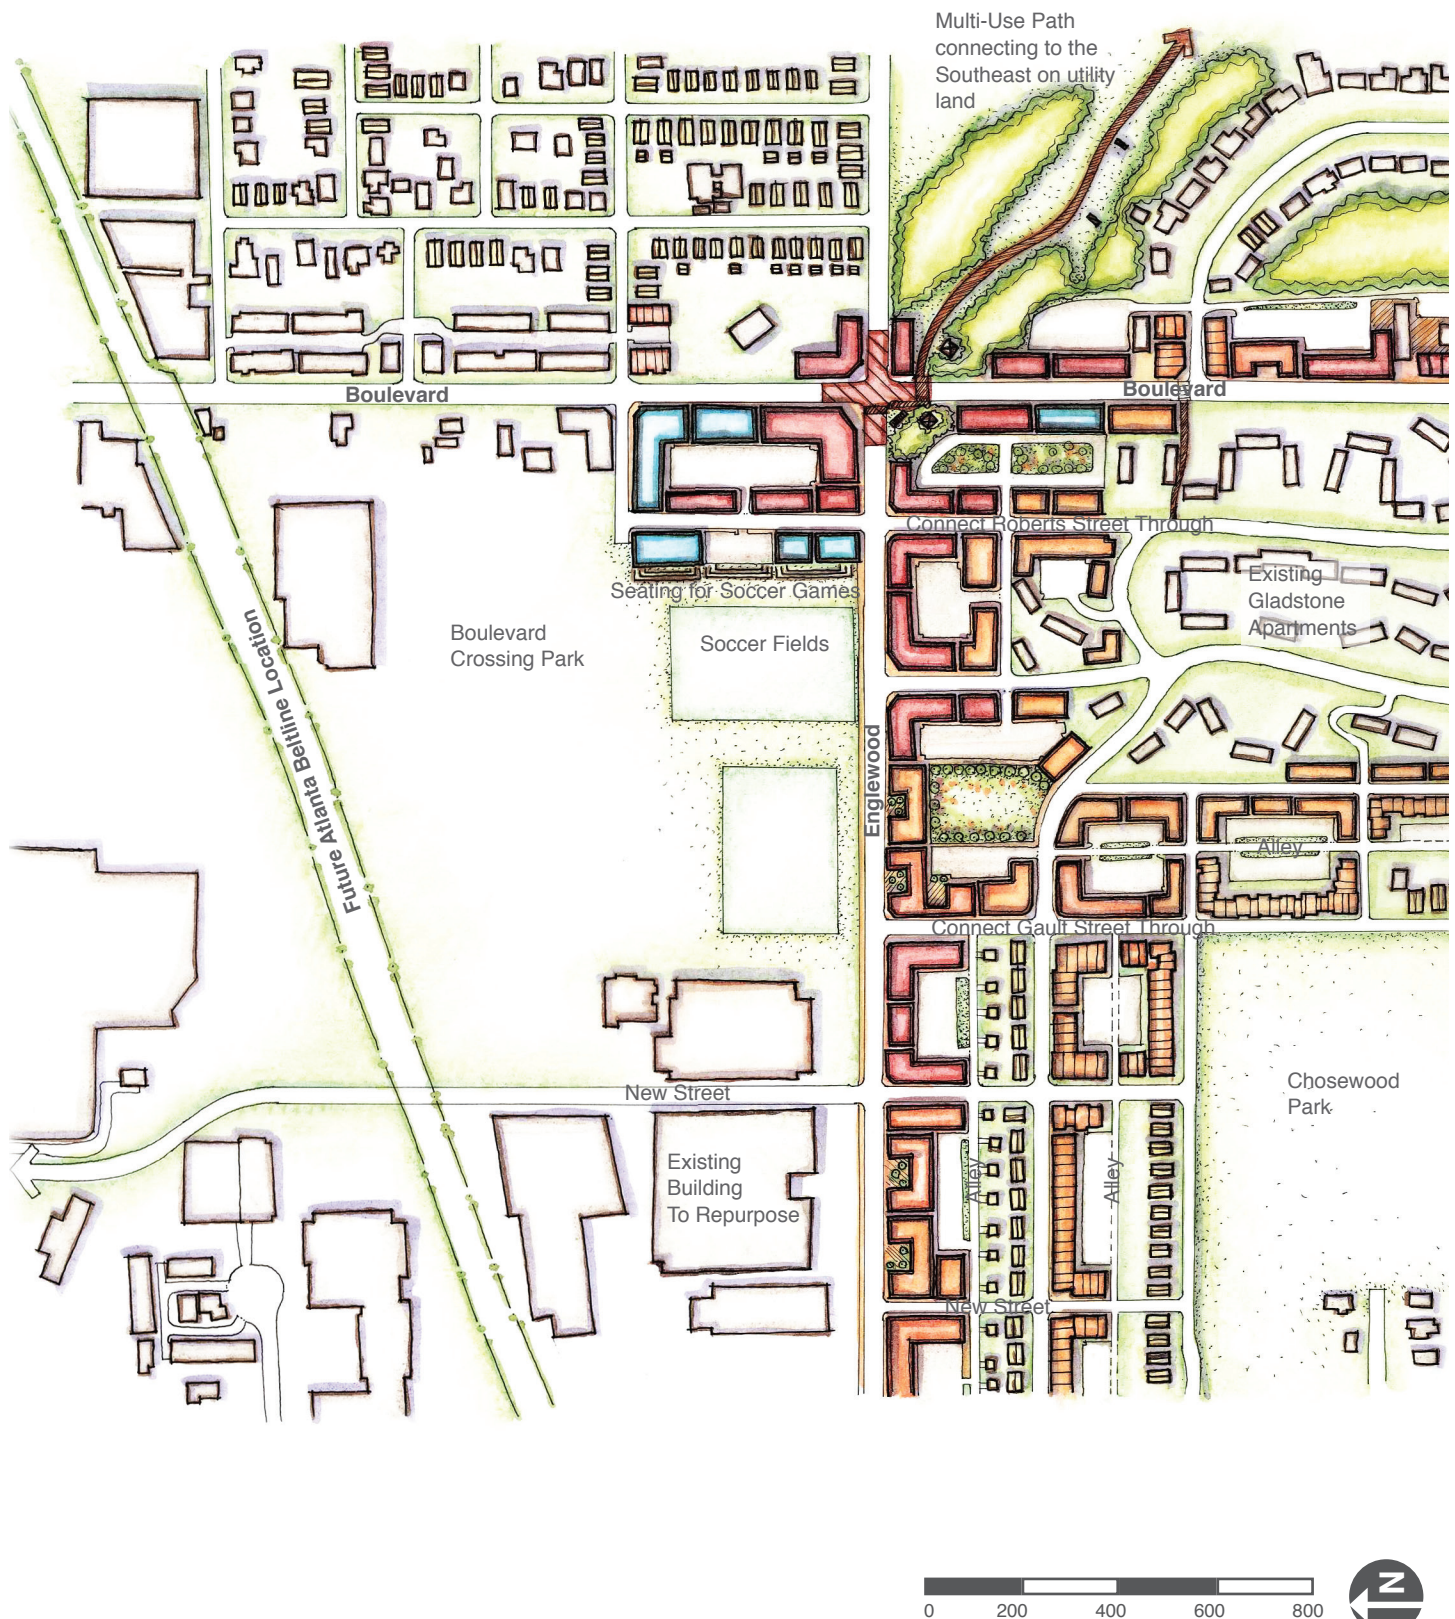 Multi-Use Path
connecting to the
Southeast on utility
land
Boulevard
Boulevard
Connect Roberts Street Through
Seating for Soccer Games
Existing
Gladstone
Apartments
Boulevard
Crossing Park
Soccer Fields
Future Atlanta Beltline Location
Englewood
Alley
Connect Gault Street Through
New Street
Chosewood
Park
Existing
Building
To Repurpose
Alley
Alley
New Street
0 200 400 600 800
N